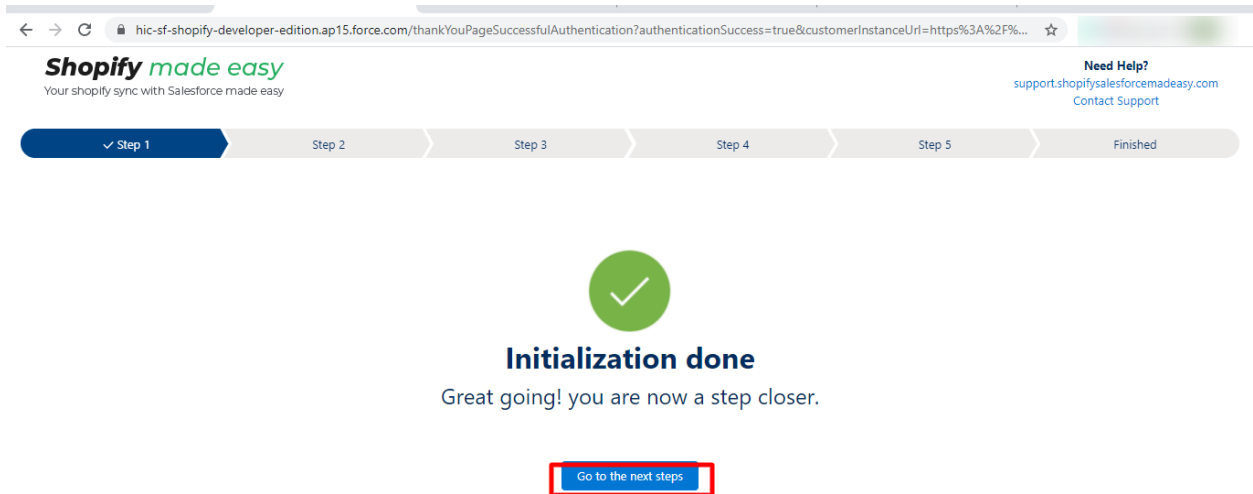 hic-sf-shopify-developer-edition.ap15.force.com/thankYouPageSuccessfulAuthentication?authenticationSuccess=true&customerInstanceUrl=https%3A%2F%...
Shopify made easy
Your shopify sync with Salesforce made easy
Need Help?
support.shopifysalesforcemadeasy.com
Contact Support
Step 1
Step 2
Step 3
Step 4
Step 5
Finished
Initialization done
Great going! you are now a step closer.
Go to the next steps